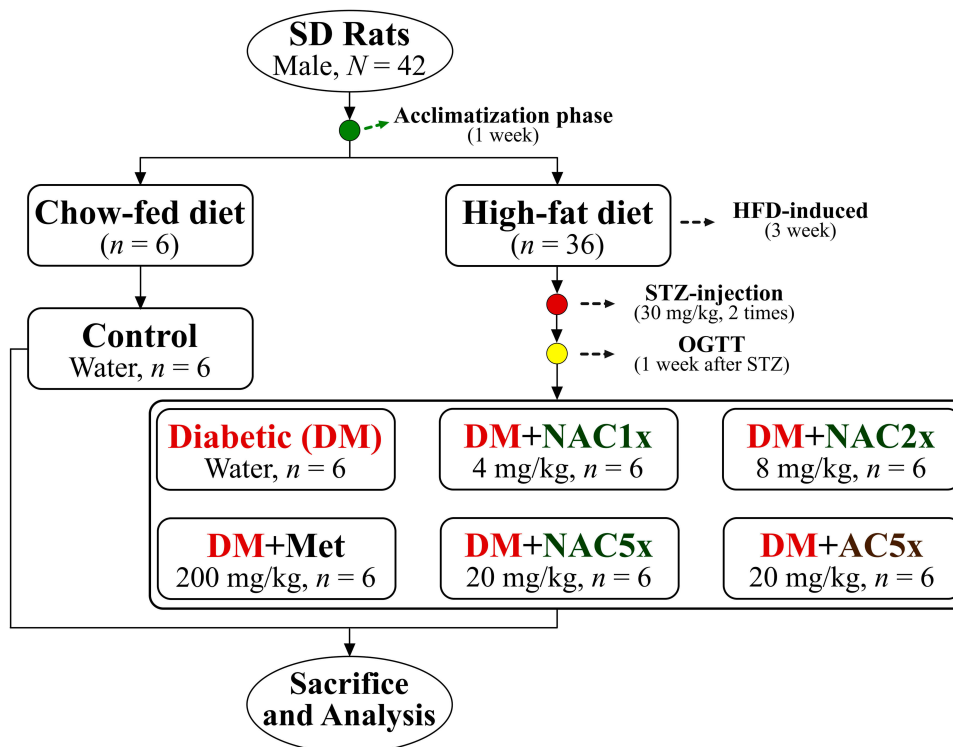 SD Rats
Male, N = 42
Acclimatization phase
(1 week)
Chow-fed diet
(n = 6)
High-fat diet
(n = 36)
HFD-induced
(3 week)
STZ-injection
(30 mg/kg, 2 times)
Control
Water, n = 6
OGTT
(1 week after STZ)
Diabetic (DM)
Water, n = 6
DM+NAC1x
4 mg/kg, n = 6
DM+NAC2x
8 mg/kg, n = 6
DM+Met
200 mg/kg, n = 6
DM+NAC5x
20 mg/kg, n = 6
DM+AC5x
20 mg/kg, n = 6
Sacrifice
and Analysis